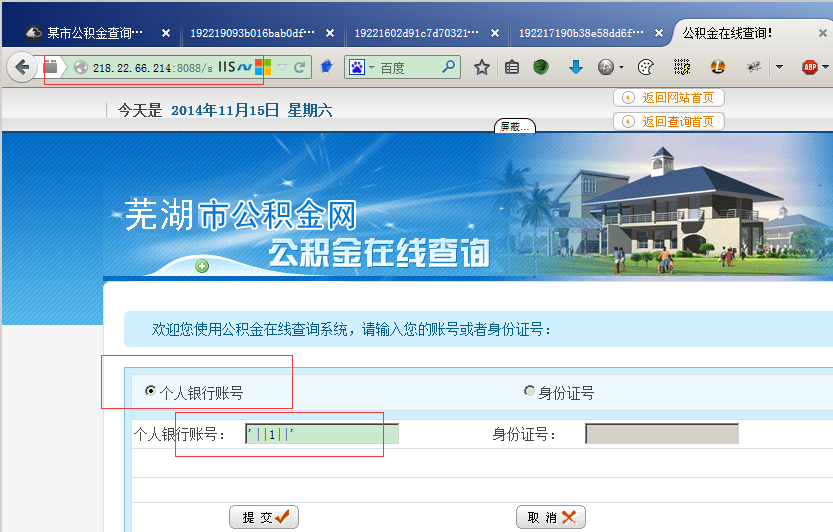 某市公积金查询… × 192219093b016bab0df… × 19221602d91c7d70321… × 192217190b38e58dd6f… × 公积金在线查询! ×
218.22.66.214:8088/s IIS 百度 ABP
今天是 2014年11月15日 星期六
返回网站首页
返回查询首页
屏蔽...
芜湖市公积金网
公积金在线查询
欢迎您使用公积金在线查询系统，请输入您的账号或者身份证号：
个人银行账号 身份证号
个人银行账号： '||1||' 身份证号：
提 交 取 消